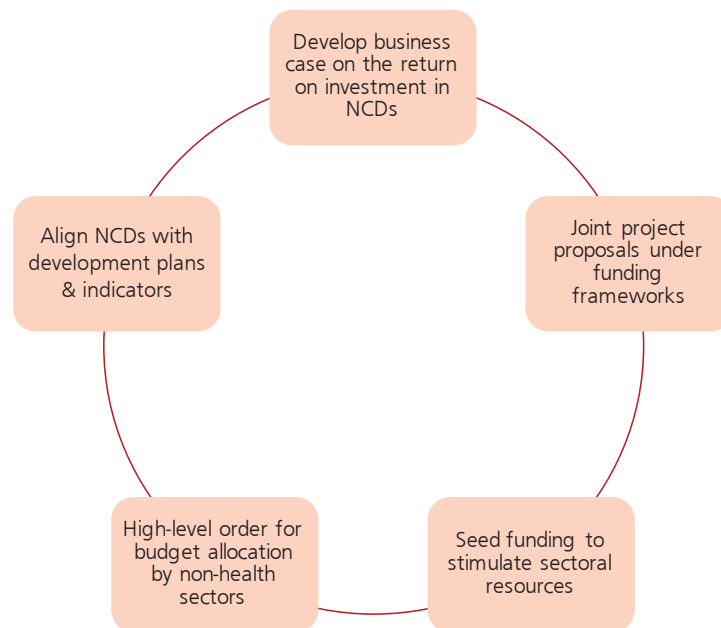 Develop business
case on the return
on investment in
NCDs
Joint project
proposals under
funding
frameworks
Seed funding to
stimulate sectoral
resources
High-level order for
budget allocation
by non-health
sectors
Align NCDs with
development plans
& indicators